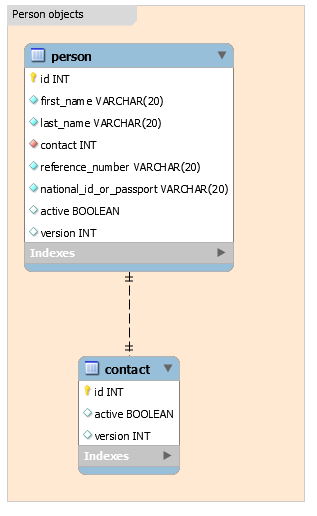 Person objects
person
id INT
first_name VARCHAR(20)
last_name VARCHAR(20)
contact INT
reference_number VARCHAR(20)
national_id_or_passport VARCHAR(20)
active BOOLEAN
version INT
Indexes
contact
id INT
active BOOLEAN
version INT
Indexes